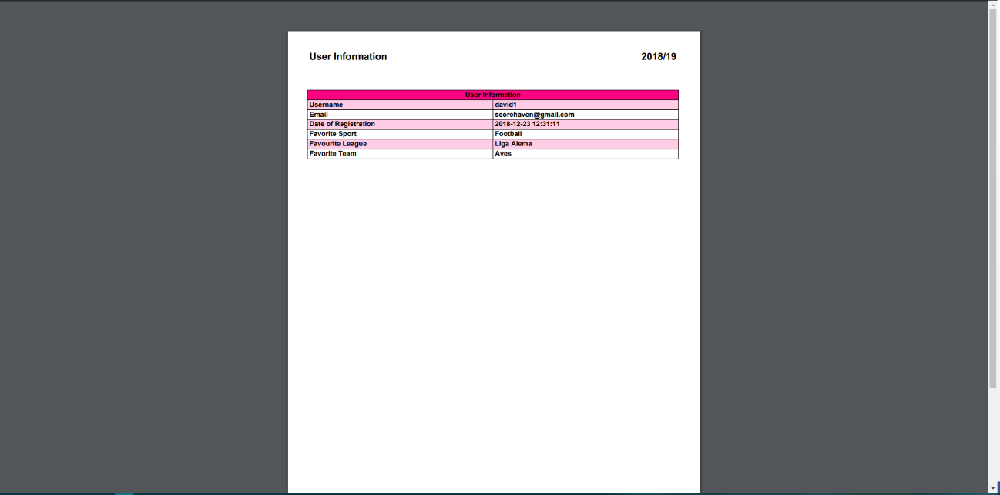 User Information 2018/19
User Information
Username david1
Email scorehaven@gmail.com
Date of Registration 2018-12-23 12:31:11
Favorite Sport Football
Favourite League Liga Alema
Favorite Team Aves